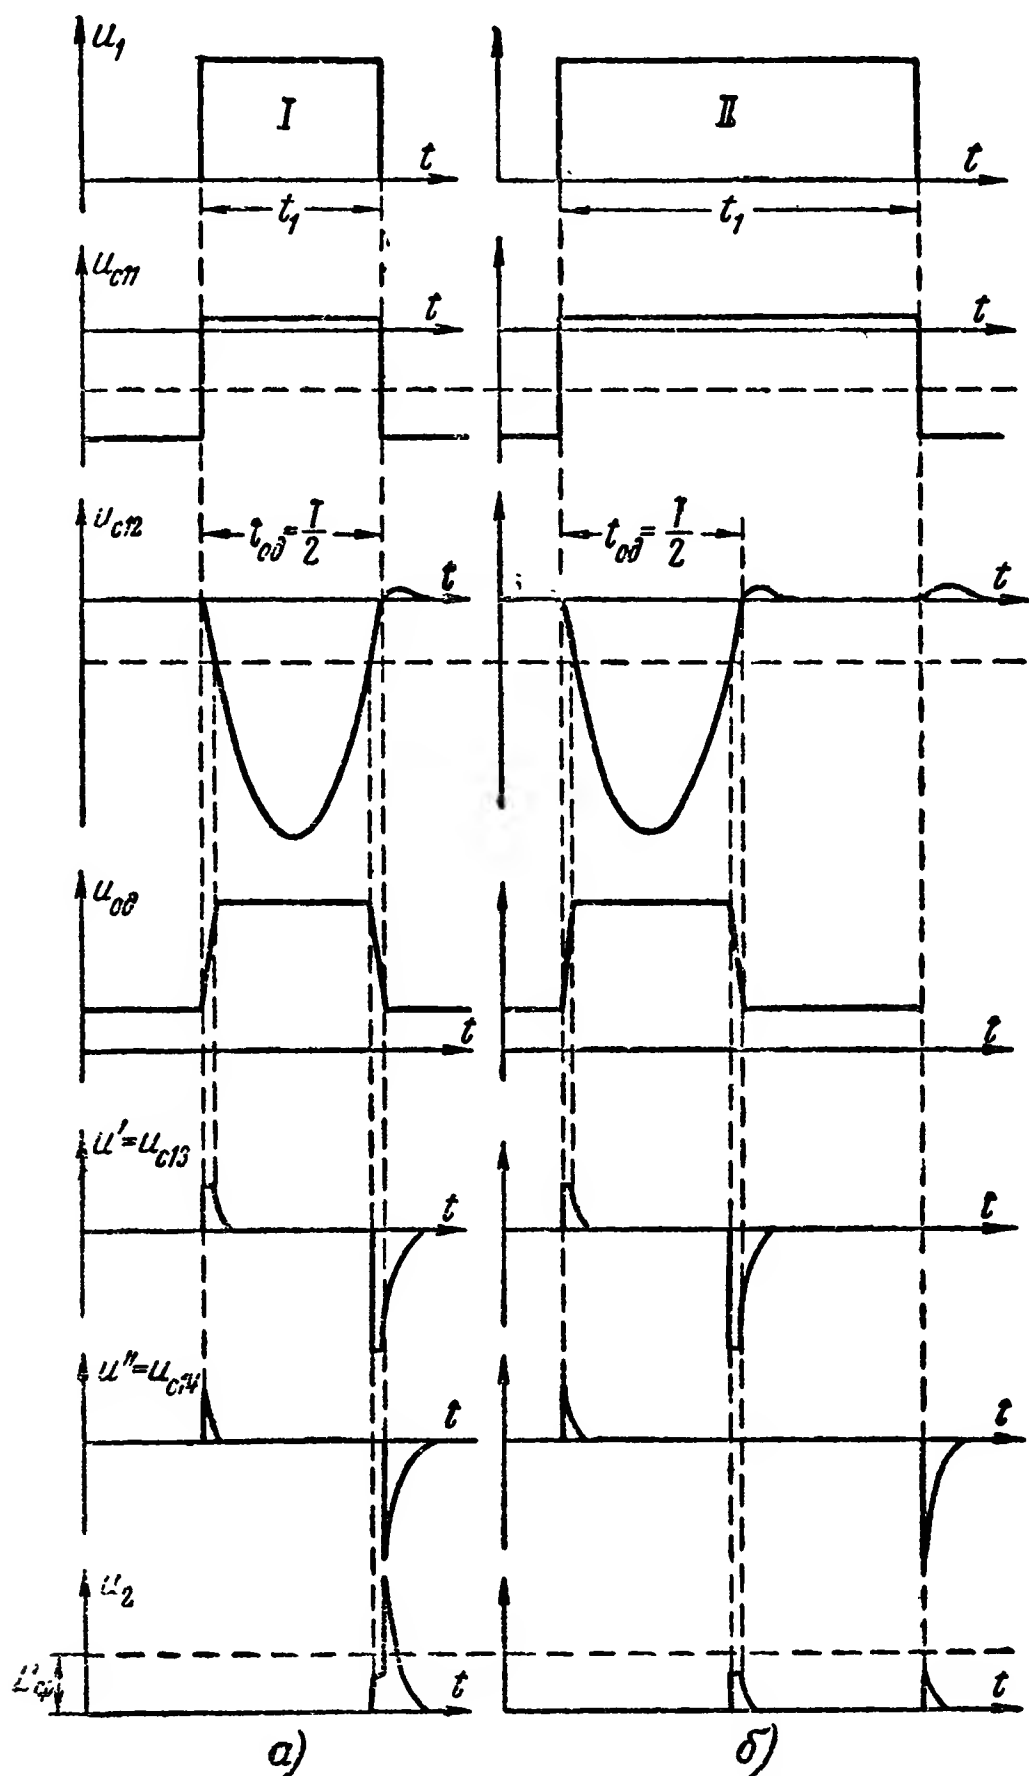 u₁ t t
I II
t₁ t₁
u_c11 t t
u_c12 t_од = T/2 t t_од = T/2 t
u_од t t
u' = u_c13 t t
u" = u_c14 t t
u₂ t t
а) б)